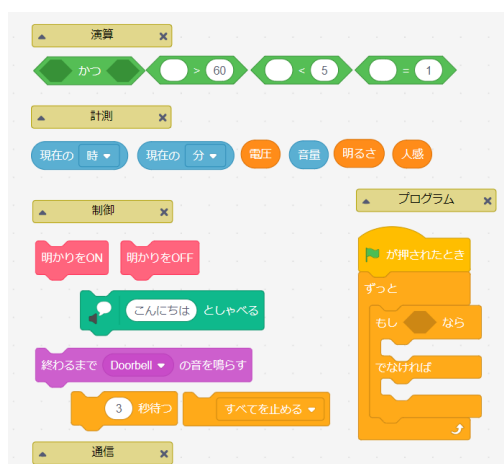 演算
かつ > 60 < 5 = 1
計測
現在の 時 現在の 分 電圧 音量 明るさ 人感
制御
明かりをON 明かりをOFF
こんにちは としゃべる
終わるまで Doorbell の音を鳴らす
3 秒待つ すべてを止める
通信
プログラム
が押されたとき
ずっと
もし なら
でなければ